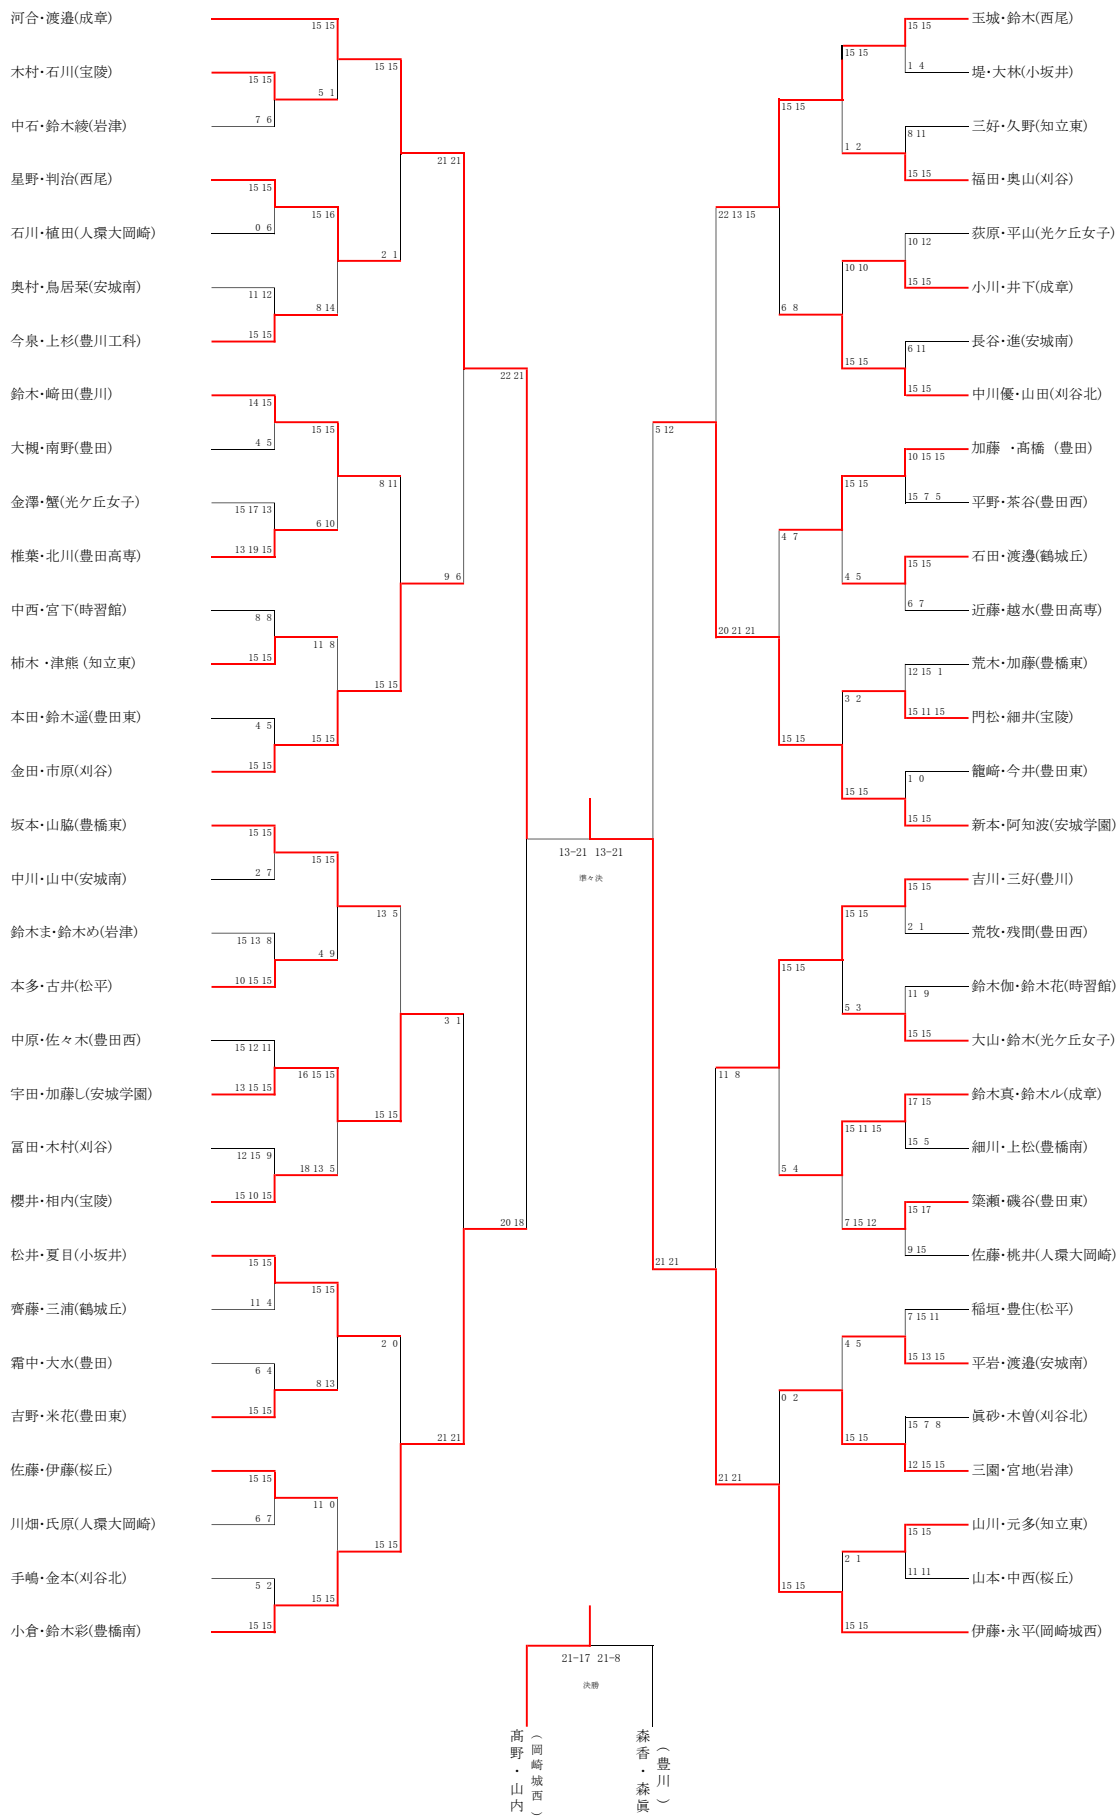 河合・渡邉(成章)
15 15
木村・石川(宝陵)
15 15
5 1
15 15
中石・鈴木綾(岩津)
7 6
21 21
星野・判治(西尾)
15 15
15 16
石川・植田(人環大岡崎)
0 6
2 1
奥村・鳥居栞(安城南)
11 12
8 14
今泉・上杉(豊川工科)
15 15
22 21
鈴木・﨑田(豊川)
14 15
15 15
大槻・南野(豊田)
4 5
8 11
金澤・蟹(光ケ丘女子)
15 17 13
6 10
椎葉・北川(豊田高専)
13 19 15
9 6
中西・宮下(時習館)
8 8
11 8
柿木 ・津熊 (知立東)
15 15
15 15
本田・鈴木遥(豊田東)
4 5
15 15
金田・市原(刈谷)
15 15
坂本・山脇(豊橋東)
15 15
15 15
中川・山中(安城南)
2 7
13 5
鈴木ま・鈴木め(岩津)
15 13 8
4 9
本多・古井(松平)
10 15 15
3 1
中原・佐々木(豊田西)
15 12 11
16 15 15
宇田・加藤し(安城学園)
13 15 15
15 15
冨田・木村(刈谷)
12 15 9
18 13 5
櫻井・相内(宝陵)
15 10 15
20 18
松井・夏目(小坂井)
15 15
15 15
齊藤・三浦(鶴城丘)
11 4
2 0
霜中・大水(豊田)
6 4
8 13
吉野・米花(豊田東)
15 15
21 21
佐藤・伊藤(桜丘)
15 15
11 0
川畑・氏原(人環大岡崎)
6 7
15 15
手嶋・金本(刈谷北)
5 2
15 15
小倉・鈴木彩(豊橋南)
15 15
13-21 13-21
準々決
玉城・鈴木(西尾)
15 15
15 15
堤・大林(小坂井)
1 4
15 15
三好・久野(知立東)
8 11
1 2
福田・奥山(刈谷)
15 15
22 13 15
荻原・平山(光ケ丘女子)
10 12
10 10
小川・井下(成章)
15 15
6 8
長谷・進(安城南)
6 11
15 15
中川優・山田(刈谷北)
15 15
5 12
加藤 ・髙橋 (豊田)
10 15 15
15 15
平野・茶谷(豊田西)
15 7 5
4 7
石田・渡邊(鶴城丘)
15 15
4 5
近藤・越水(豊田高専)
6 7
20 21 21
荒木・加藤(豊橋東)
12 15 1
3 2
門松・細井(宝陵)
15 11 15
15 15
籠﨑・今井(豊田東)
1 0
15 15
新本・阿知波(安城学園)
15 15
吉川・三好(豊川)
15 15
15 15
荒牧・残間(豊田西)
2 1
15 15
鈴木伽・鈴木花(時習館)
11 9
5 3
大山・鈴木(光ケ丘女子)
15 15
11 8
鈴木真・鈴木ル(成章)
17 15
15 11 15
細川・上松(豊橋南)
15 5
5 4
簗瀬・磯谷(豊田東)
15 17
7 15 12
佐藤・桃井(人環大岡崎)
9 15
21 21
稲垣・豊住(松平)
7 15 11
4 5
平岩・渡邉(安城南)
15 13 15
0 2
眞砂・木曽(刈谷北)
15 7 8
15 15
三園・宮地(岩津)
12 15 15
21 21
山川・元多(知立東)
15 15
2 1
山本・中西(桜丘)
11 11
15 15
伊藤・永平(岡崎城西)
15 15
21-17 21-8
決勝
髙野・山内
(岡崎城西)
森香・森眞
(豊川)